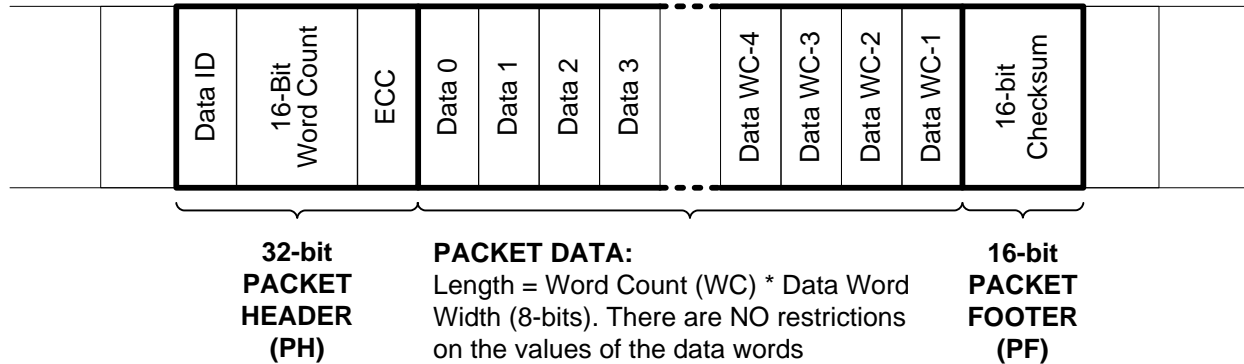 Data ID
16-Bit
Word Count
ECC
Data 0
Data 1
Data 2
Data 3
Data WC-4
Data WC-3
Data WC-2
Data WC-1
16-bit
Checksum
32-bit
PACKET
HEADER
(PH)
PACKET DATA:
Length = Word Count (WC) * Data Word
Width (8-bits). There are NO restrictions
on the values of the data words
16-bit
PACKET
FOOTER
(PF)